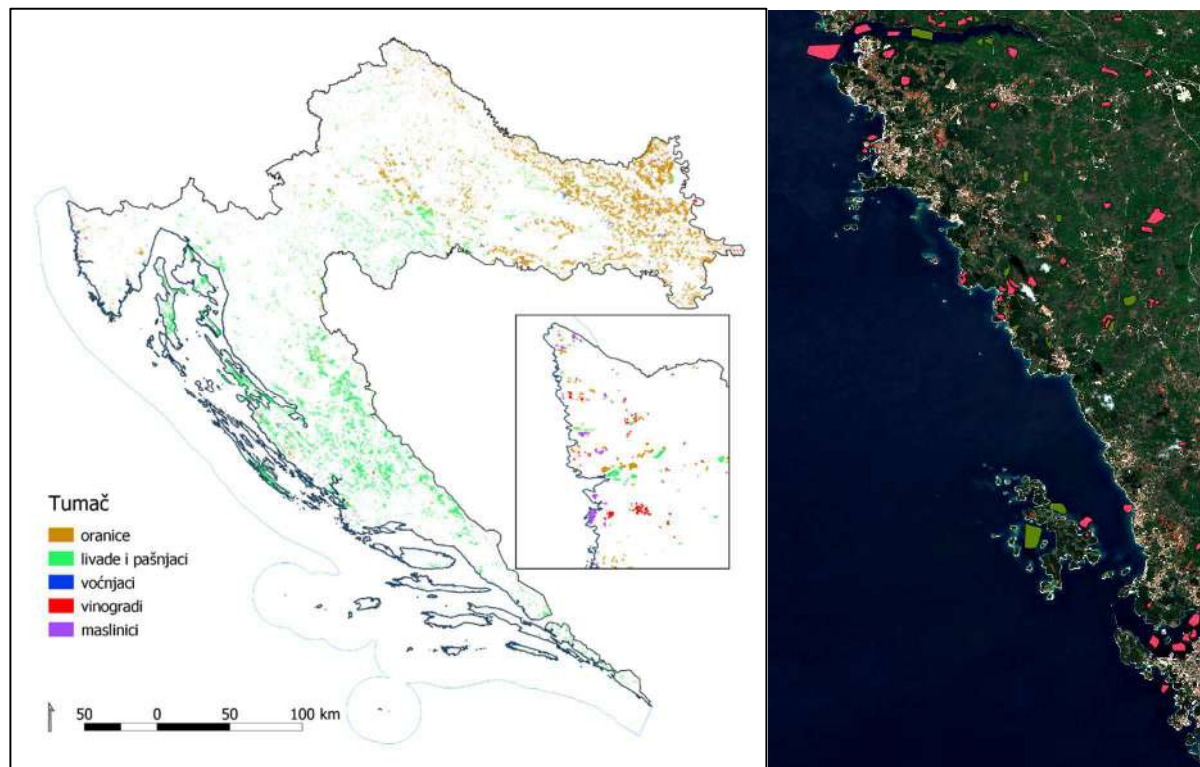 Tumač
oranice
livade i pašnjaci
voćnjaci
vinogradi
maslinici
50 0 50 100 km